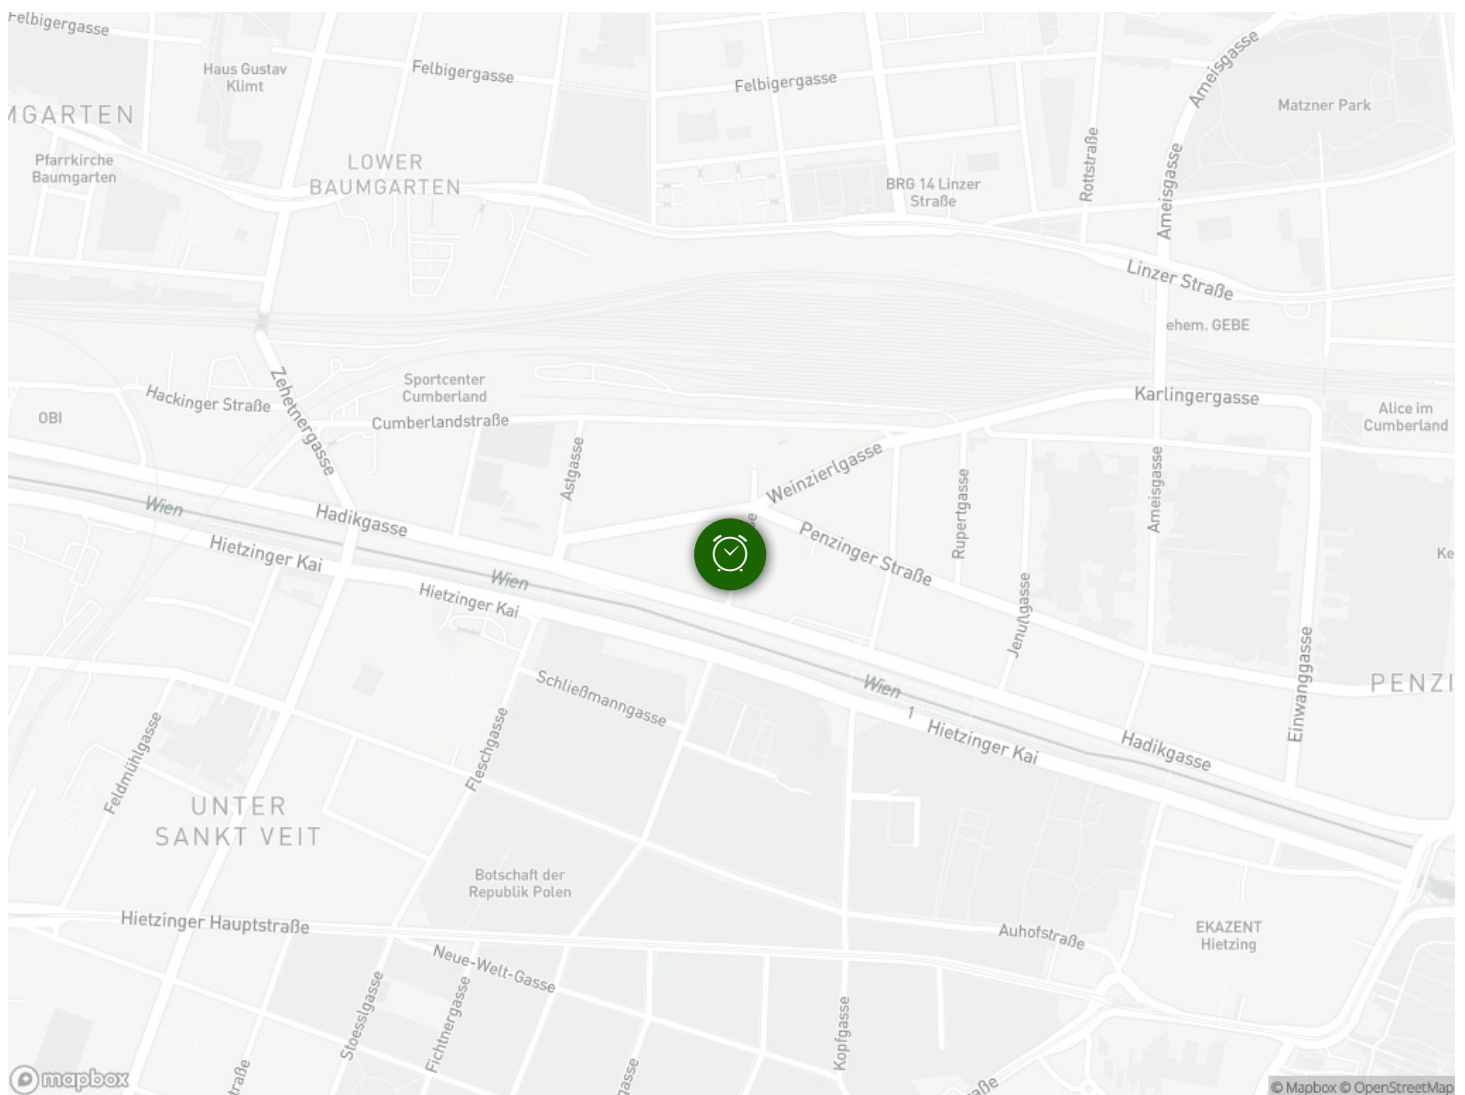 Felbigergasse
Haus Gustav
Klimt
Felbigergasse
Felbigergasse
Ameisgasse
Matzner Park
MGARTEN
Pfarrkirche
Baumgarten
LOWER
BAUMGARTEN
BRG 14 Linzer
Straße
Rottstraße
Ameisgasse
Linzer Straße
ehem. GEBE
Zehetnergasse
Hackinger Straße
Sportcenter
Cumberland
Cumberlandstraße
Karlingergasse
Alice im
Cumberland
OBI
Astgasse
Weinzierlgasse
Rupertgasse
Ameisgasse
Wien
Hadikgasse
Hietzinger Kai
Wien
Hietzinger Kai
Penzinger Straße
Jenullgasse
Ke
Schließmanngasse
Wien
1
Hietzinger Kai
Hadikgasse
Einwanggasse
PENZI
Feldmühlgasse
Fleschgasse
UNTER
SANKT VEIT
Botschaft der
Republik Polen
Hietzinger Hauptstraße
Neue-Welt-Gasse
Auhofstraße
EKAZENT
Hietzing
Stoesslgasse
Fichtnergasse
Kopfgasse
raße
gasse
aße
mapbox
© Mapbox © OpenStreetMap